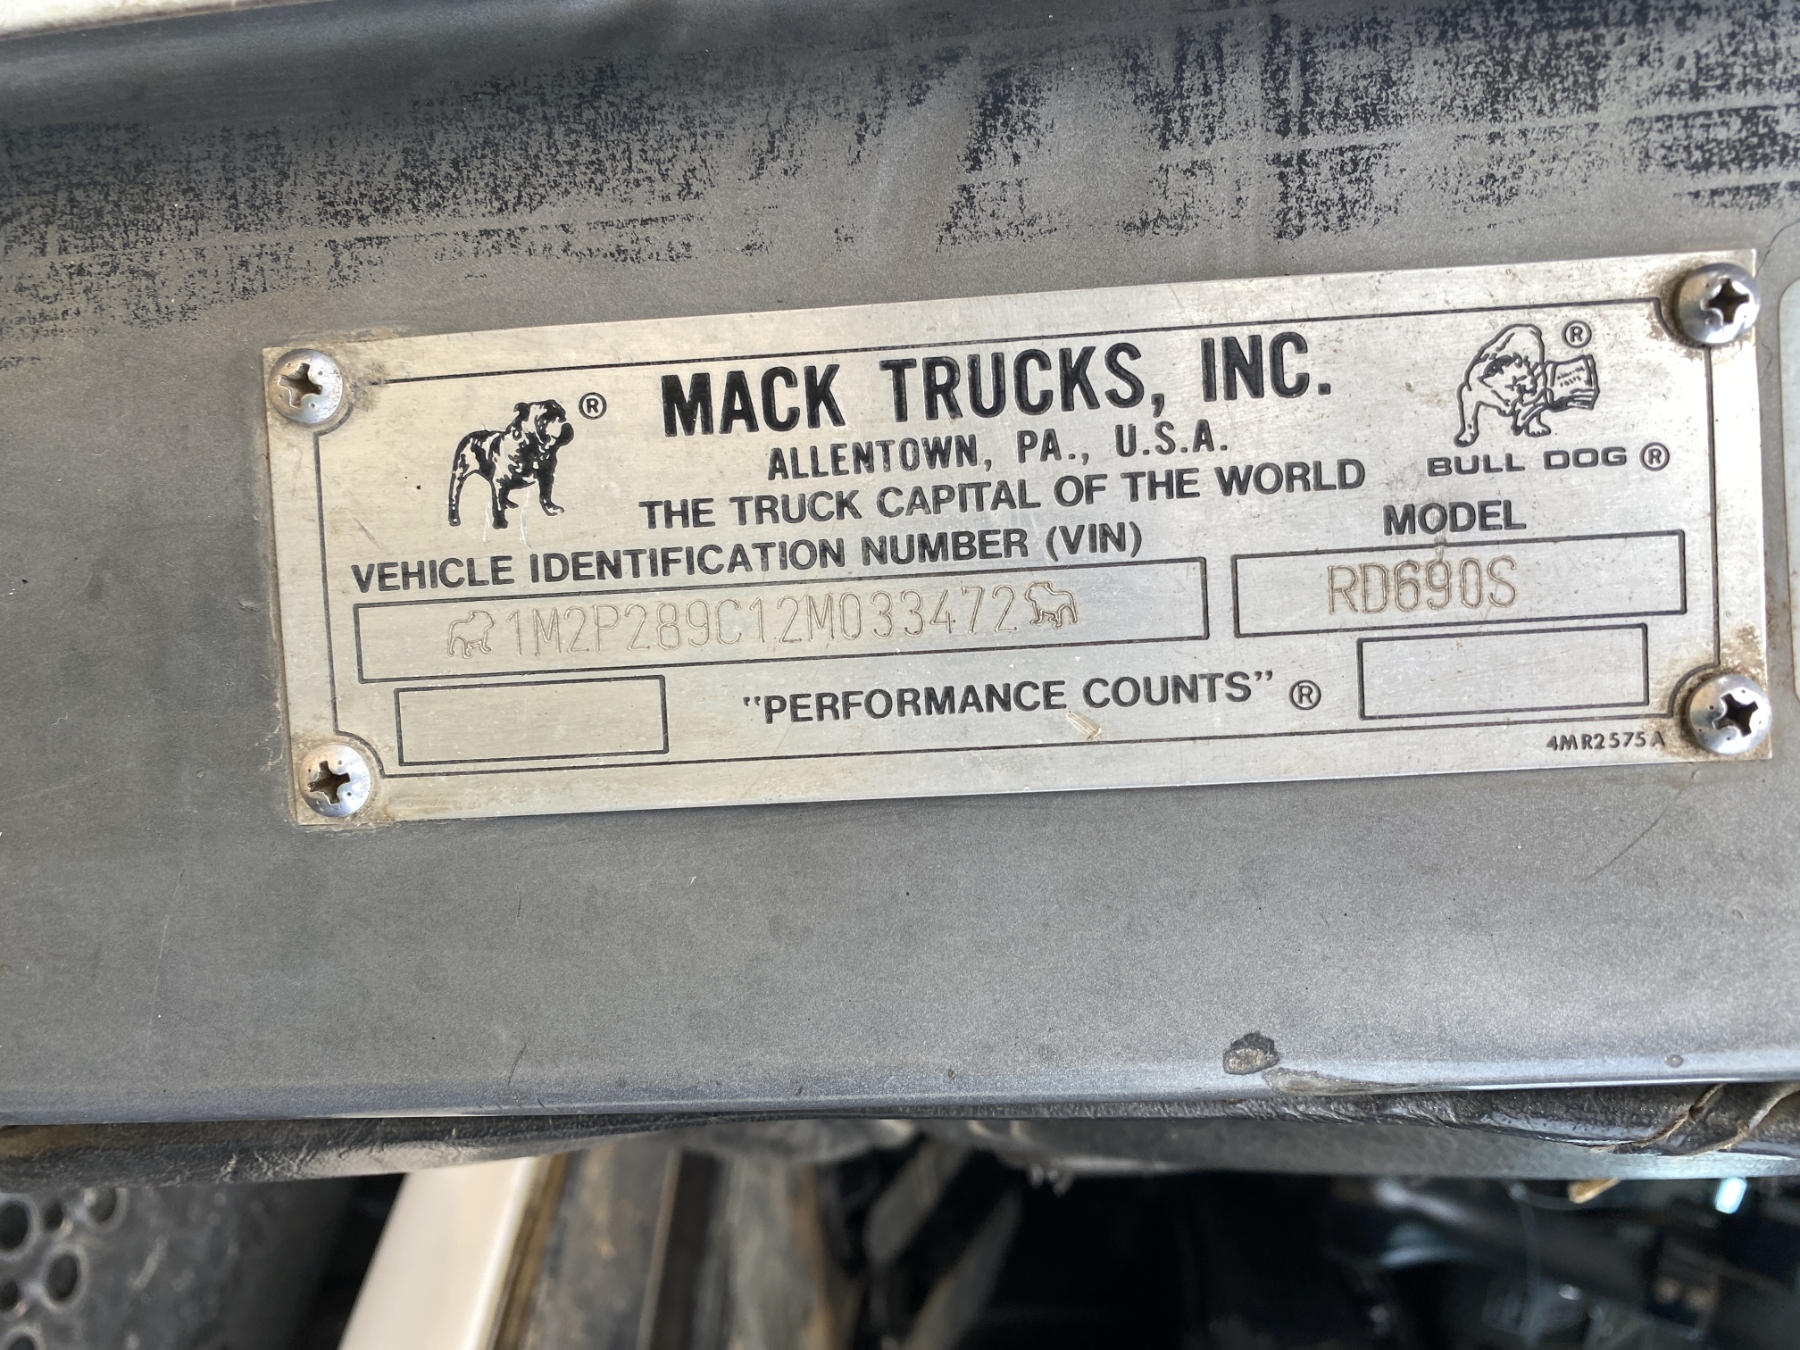 MACK TRUCKS, INC.
ALLENTOWN, PA., U.S.A.
THE TRUCK CAPITAL OF THE WORLD
®
®
BULL DOG ®
VEHICLE IDENTIFICATION NUMBER (VIN)
MODEL
1M2P289C12M033472
RD690S
"PERFORMANCE COUNTS" ®
4MR2575A